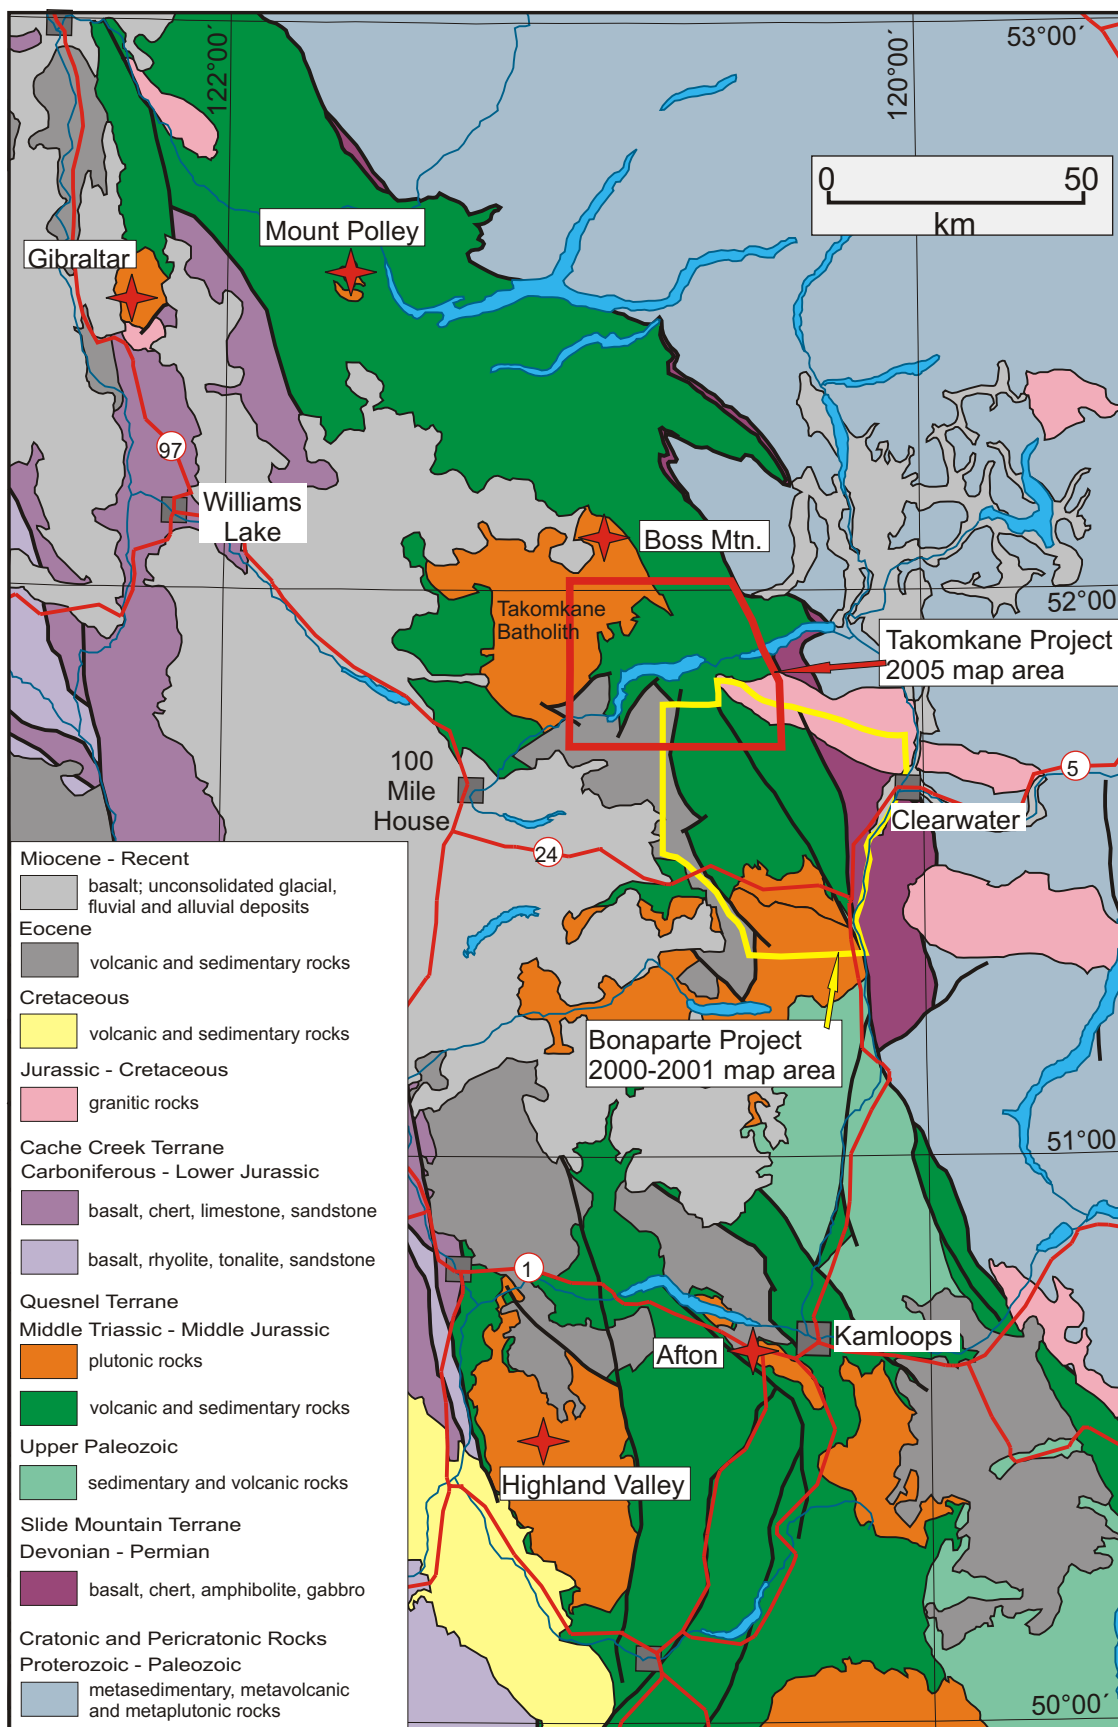 122°00´
120°00´
53°00´
0 50
km
Mount Polley
Gibraltar
97
Williams
Lake
Boss Mtn.
52°00
Takomkane
Batholith
Takomkane Project
2005 map area
100
Mile
House
5
Clearwater
24
Bonaparte Project
2000-2001 map area
51°00
1
Kamloops
Afton
Highland Valley
50°00´
Miocene - Recent
basalt; unconsolidated glacial,
fluvial and alluvial deposits
Eocene
volcanic and sedimentary rocks
Cretaceous
volcanic and sedimentary rocks
Jurassic - Cretaceous
granitic rocks
Cache Creek Terrane
Carboniferous - Lower Jurassic
basalt, chert, limestone, sandstone
basalt, rhyolite, tonalite, sandstone
Quesnel Terrane
Middle Triassic - Middle Jurassic
plutonic rocks
volcanic and sedimentary rocks
Upper Paleozoic
sedimentary and volcanic rocks
Slide Mountain Terrane
Devonian - Permian
basalt, chert, amphibolite, gabbro
Cratonic and Pericratonic Rocks
Proterozoic - Paleozoic
metasedimentary, metavolcanic
and metaplutonic rocks